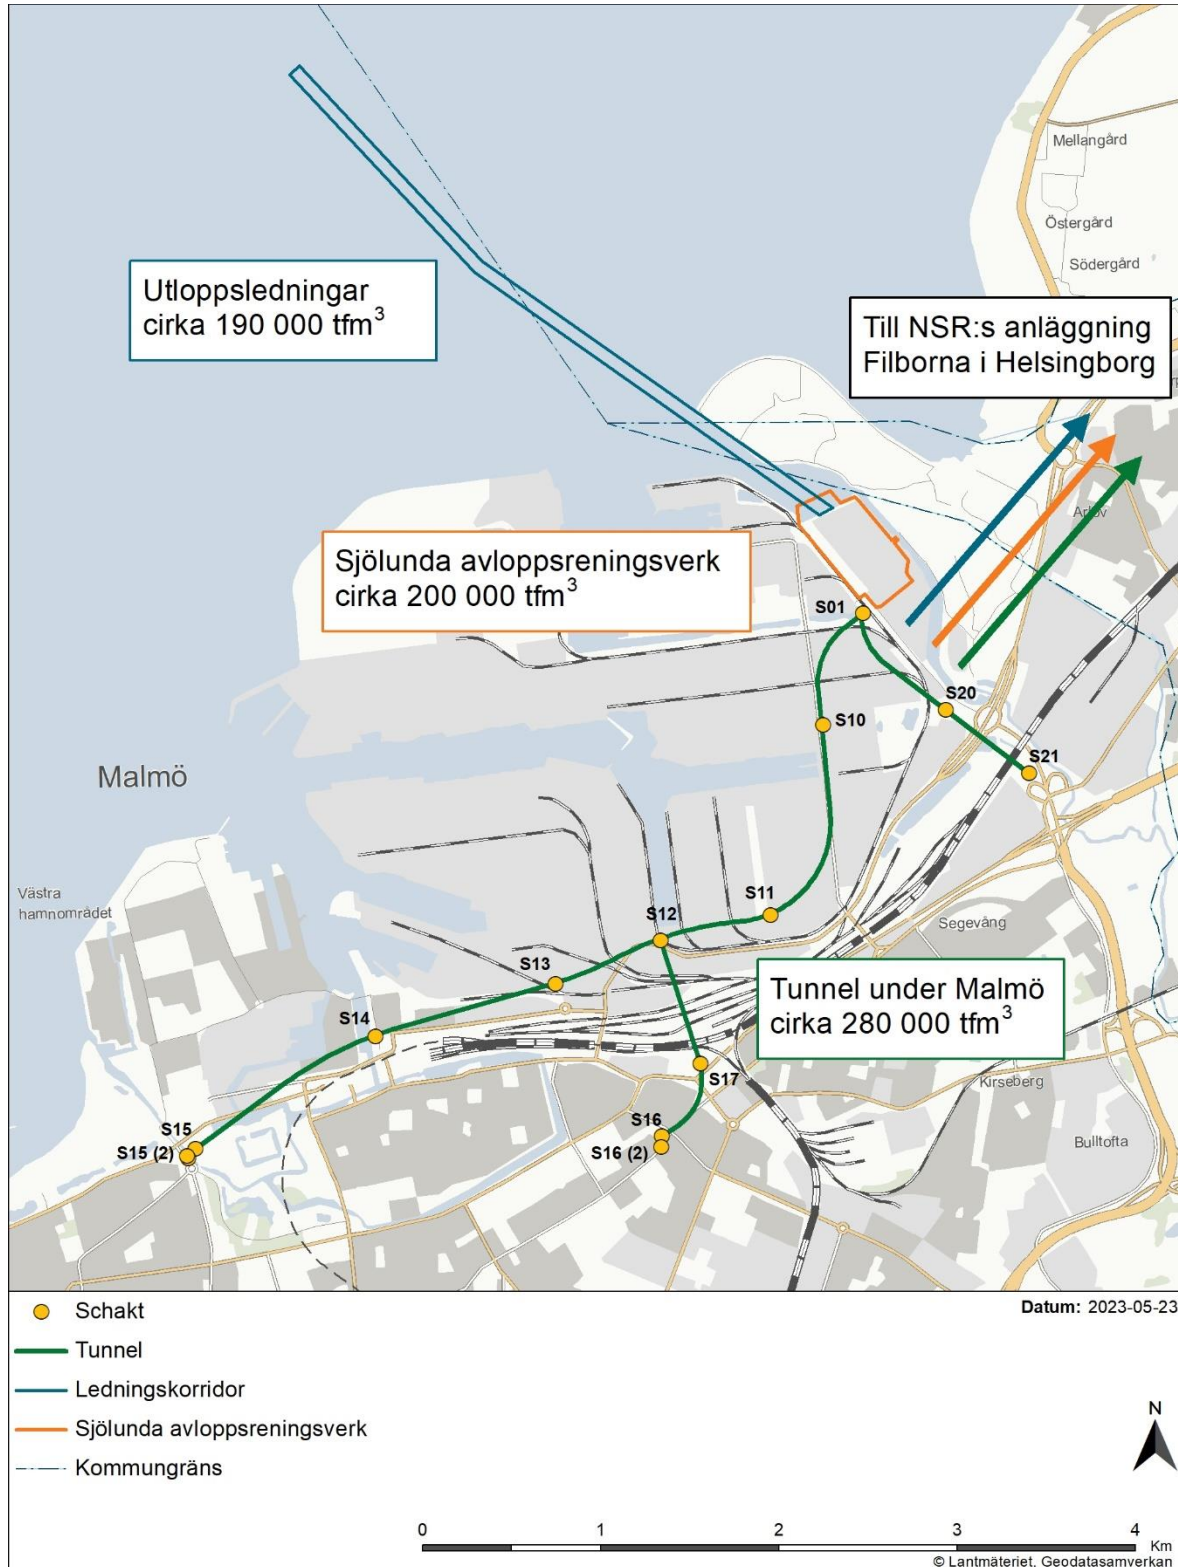 Mellangård
Östergård
Södergård
Utloppsledningar
cirka 190 000 tfm³
Till NSR:s anläggning
Filborna i Helsingborg
Arlöv
Sjölunda avloppsreningsverk
cirka 200 000 tfm³
S01
S20
S10
S21
Malmö
Västra
hamnområdet
S11
S12
Segevång
S13
Tunnel under Malmö
cirka 280 000 tfm³
S14
S17
Kirseberg
S15
S16
Bulltofta
S15 (2)
S16 (2)
Datum: 2023-05-23
Schakt
Tunnel
Ledningskorridor
Sjölunda avloppsreningsverk
Kommungräns
N
0 1 2 3 4
Km
© Lantmäteriet, Geodatasamverkan